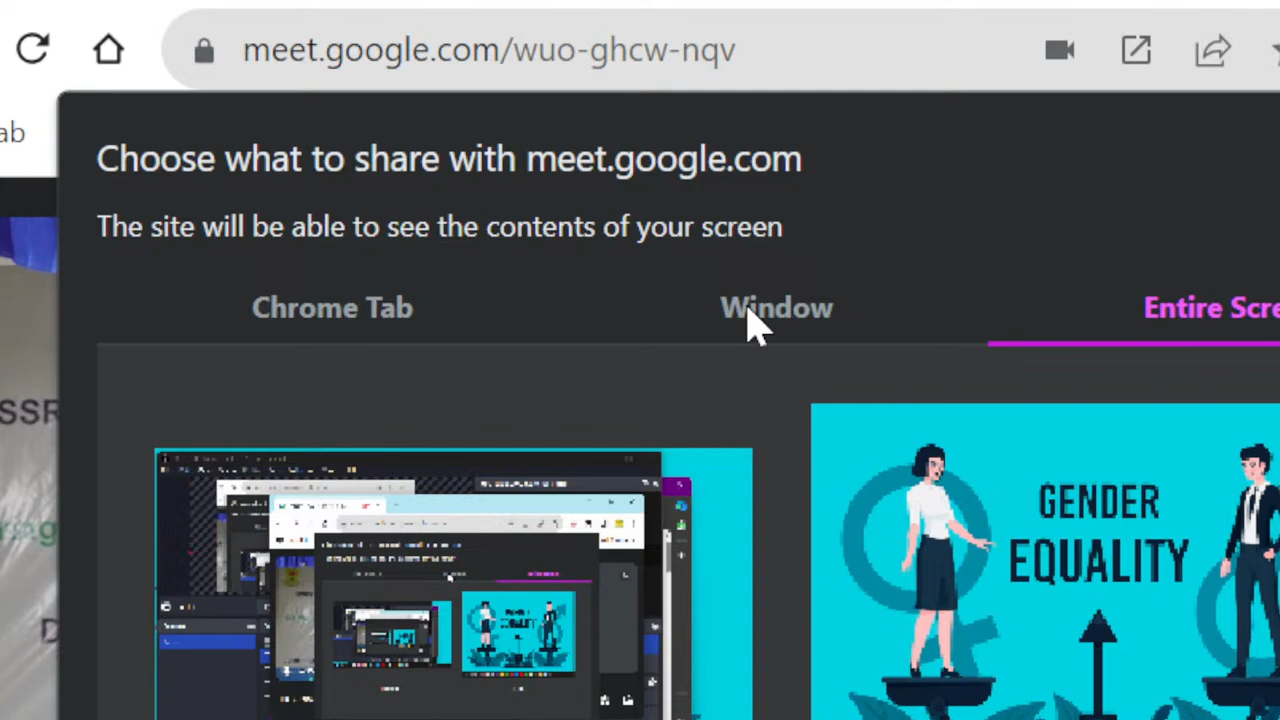 meet.google.com/wuo-ghcw-nqv
ab
Choose what to share with meet.google.com
The site will be able to see the contents of your screen
Chrome Tab Window Entire Scre
SSR
GENDER
EQUALITY
D